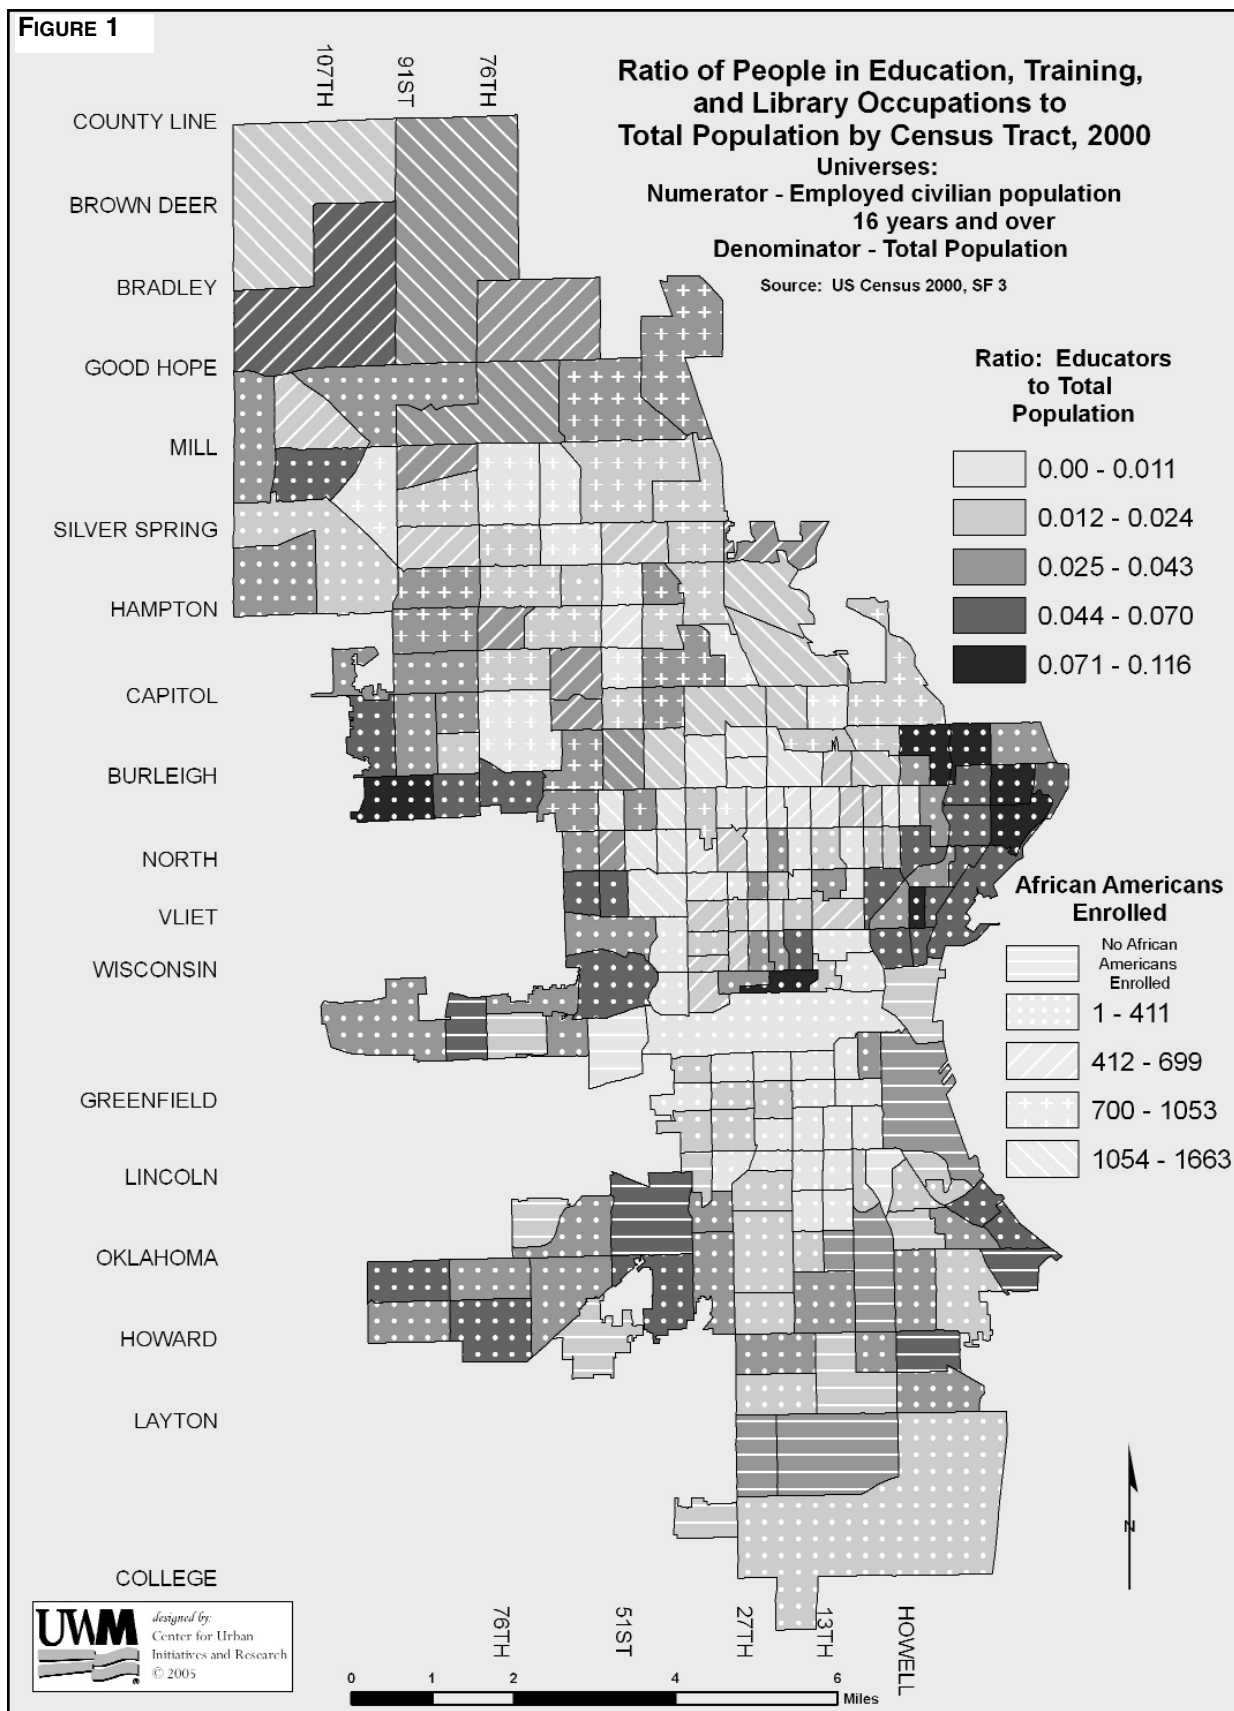 FIGURE 1
107TH
91ST
76TH
Ratio of People in Education, Training,
and Library Occupations to
Total Population by Census Tract, 2000
Universes:
Numerator - Employed civilian population
16 years and over
Denominator - Total Population
Source: US Census 2000, SF 3
COUNTY LINE
BROWN DEER
BRADLEY
GOOD HOPE
MILL
SILVER SPRING
HAMPTON
CAPITOL
BURLEIGH
NORTH
VLIET
WISCONSIN
GREENFIELD
LINCOLN
OKLAHOMA
HOWARD
LAYTON
COLLEGE
Ratio: Educators
to Total
Population
0.00 - 0.011
0.012 - 0.024
0.025 - 0.043
0.044 - 0.070
0.071 - 0.116
African Americans
Enrolled
No African
Americans
Enrolled
1 - 411
412 - 699
700 - 1053
1054 - 1663
N
76TH
51ST
27TH
13TH
HOWELL
UWM
®
designed by:
Center for Urban
Initiatives and Research
© 2005
0 1 2 4 6
Miles